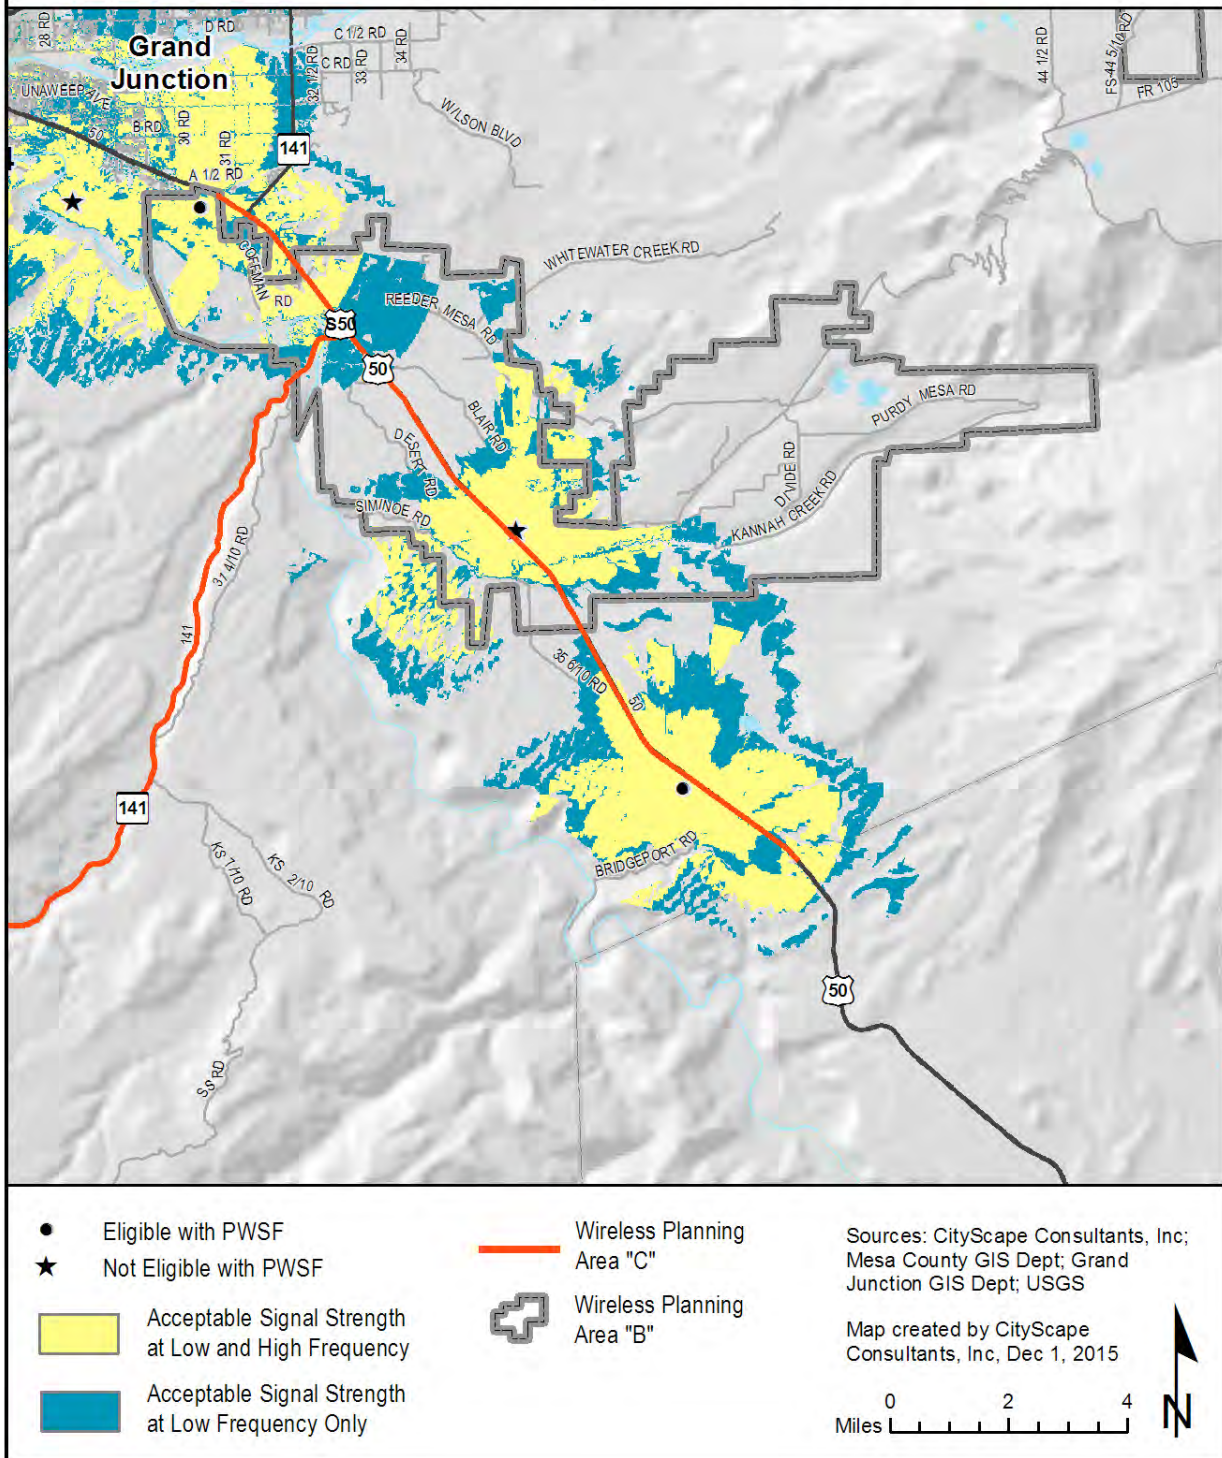 28 RD
D RD
C 1/2 RD
Grand
Junction
C RD
32 1/2 RD
33 RD
34 RD
44 1/2 RD
FS-44 5/10 RD
FR 105
UNAWEEP AVE
50
B RD
30 RD
31 RD
141
WILSON BLVD
A 1/2 RD
COFFMAN
RD
WHITEWATER CREEK RD
REEDER MESA RD
S50
50
BLAIR RD
DESERT RD
PURDY MESA RD
DIVIDE RD
KANNAH CREEK RD
SIMINOE RD
31 4/10 RD
141
35 6/10 RD
50
141
BRIDGEPORT RD
KS 7/10 RD
KS 2/10 RD
50
SS RD
Eligible with PWSF
Not Eligible with PWSF
Acceptable Signal Strength
at Low and High Frequency
Acceptable Signal Strength
at Low Frequency Only
Wireless Planning
Area "C"
Wireless Planning
Area "B"
Sources: CityScape Consultants, Inc;
Mesa County GIS Dept; Grand
Junction GIS Dept; USGS
Map created by CityScape
Consultants, Inc, Dec 1, 2015
0 2 4
Miles
N